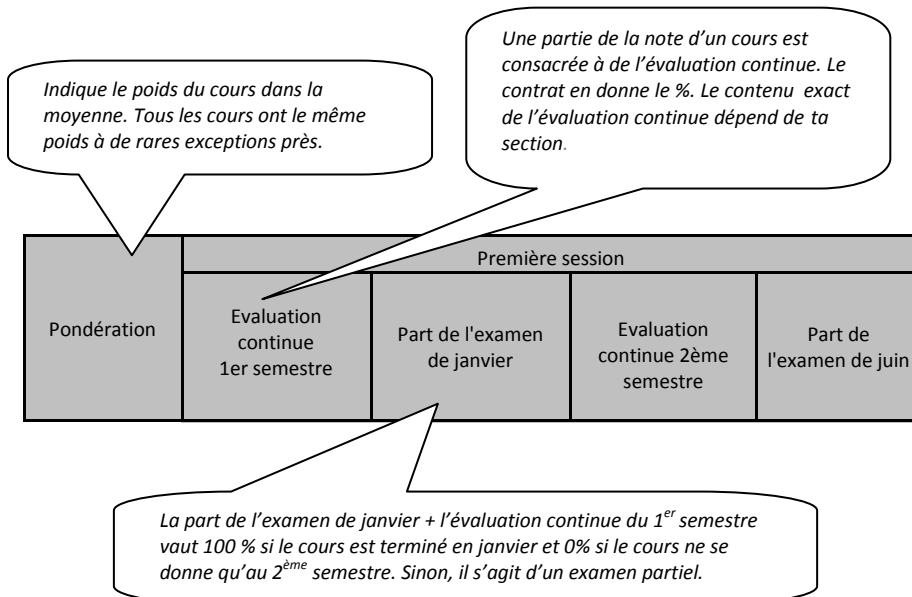 Une partie de la note d’un cours est
consacrée à de l’évaluation continue. Le
contrat en donne le %. Le contenu exact
de l’évaluation continue dépend de ta
section.
Indique le poids du cours dans la
moyenne. Tous les cours ont le même
poids à de rares exceptions près.
Première session
Pondération
Evaluation
continue
1er semestre
Part de l'examen
de janvier
Evaluation
continue 2ème
semestre
Part de
l'examen de juin
La part de l’examen de janvier + l’évaluation continue du 1er semestre
vaut 100 % si le cours est terminé en janvier et 0% si le cours ne se
donne qu’au 2ème semestre. Sinon, il s’agit d’un examen partiel.